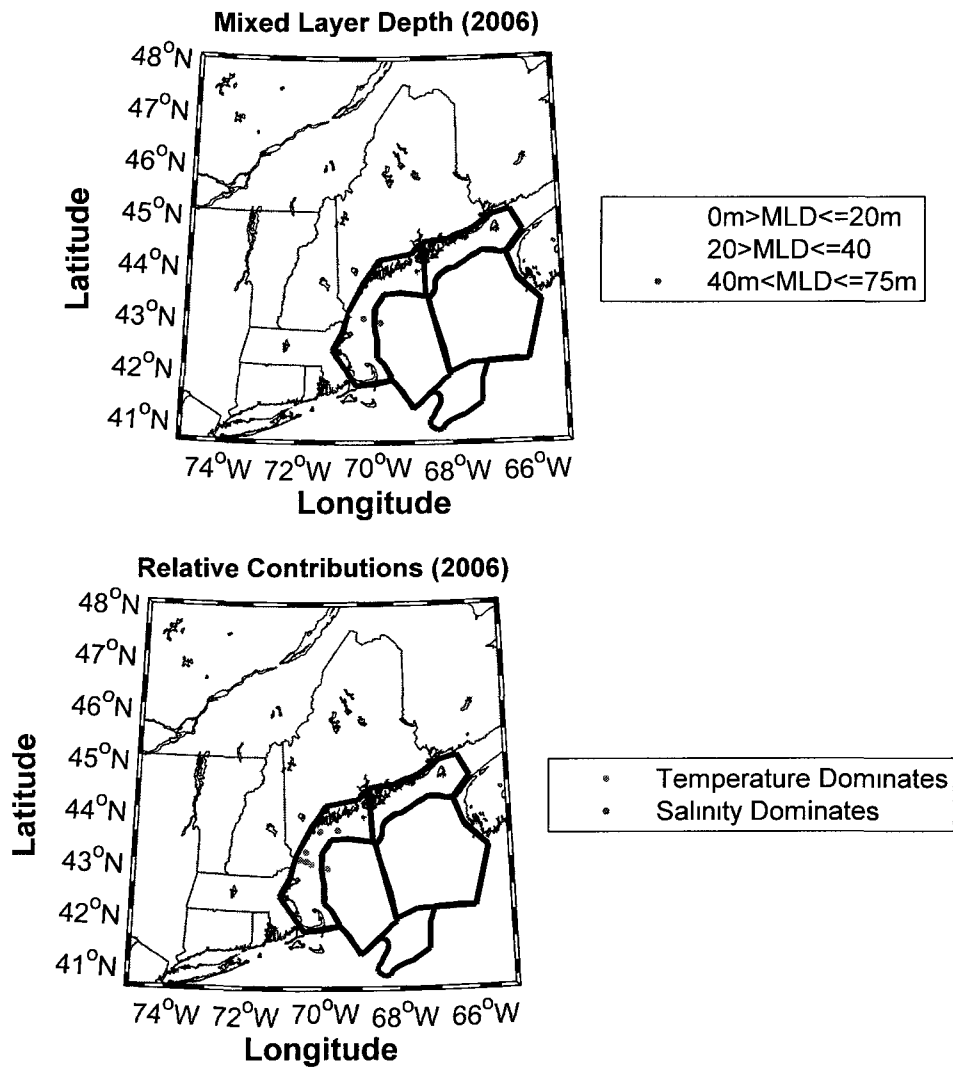 Mixed Layer Depth (2006)
48°N
47°N
46°N
45°N
44°N
43°N
42°N
41°N
Latitude
74°W 72°W 70°W 68°W 66°W
Longitude
0m>MLD<=20m
20>MLD<=40
40m<MLD<=75m
Relative Contributions (2006)
48°N
47°N
46°N
45°N
44°N
43°N
42°N
41°N
Latitude
74°W 72°W 70°W 68°W 66°W
Longitude
Temperature Dominates
Salinity Dominates